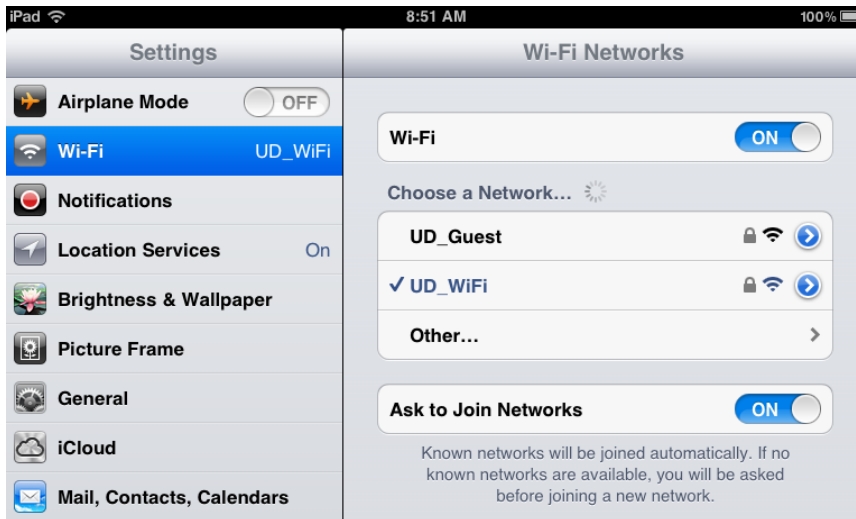 iPad 8:51 AM 100%
Settings
Airplane Mode OFF
Wi-Fi UD_WiFi
Notifications
Location Services On
Brightness & Wallpaper
Picture Frame
General
iCloud
Mail, Contacts, Calendars
Wi-Fi Networks
Wi-Fi ON
Choose a Network...
UD_Guest
UD_WiFi
Other...
Ask to Join Networks ON
Known networks will be joined automatically. If no
known networks are available, you will be asked
before joining a new network.